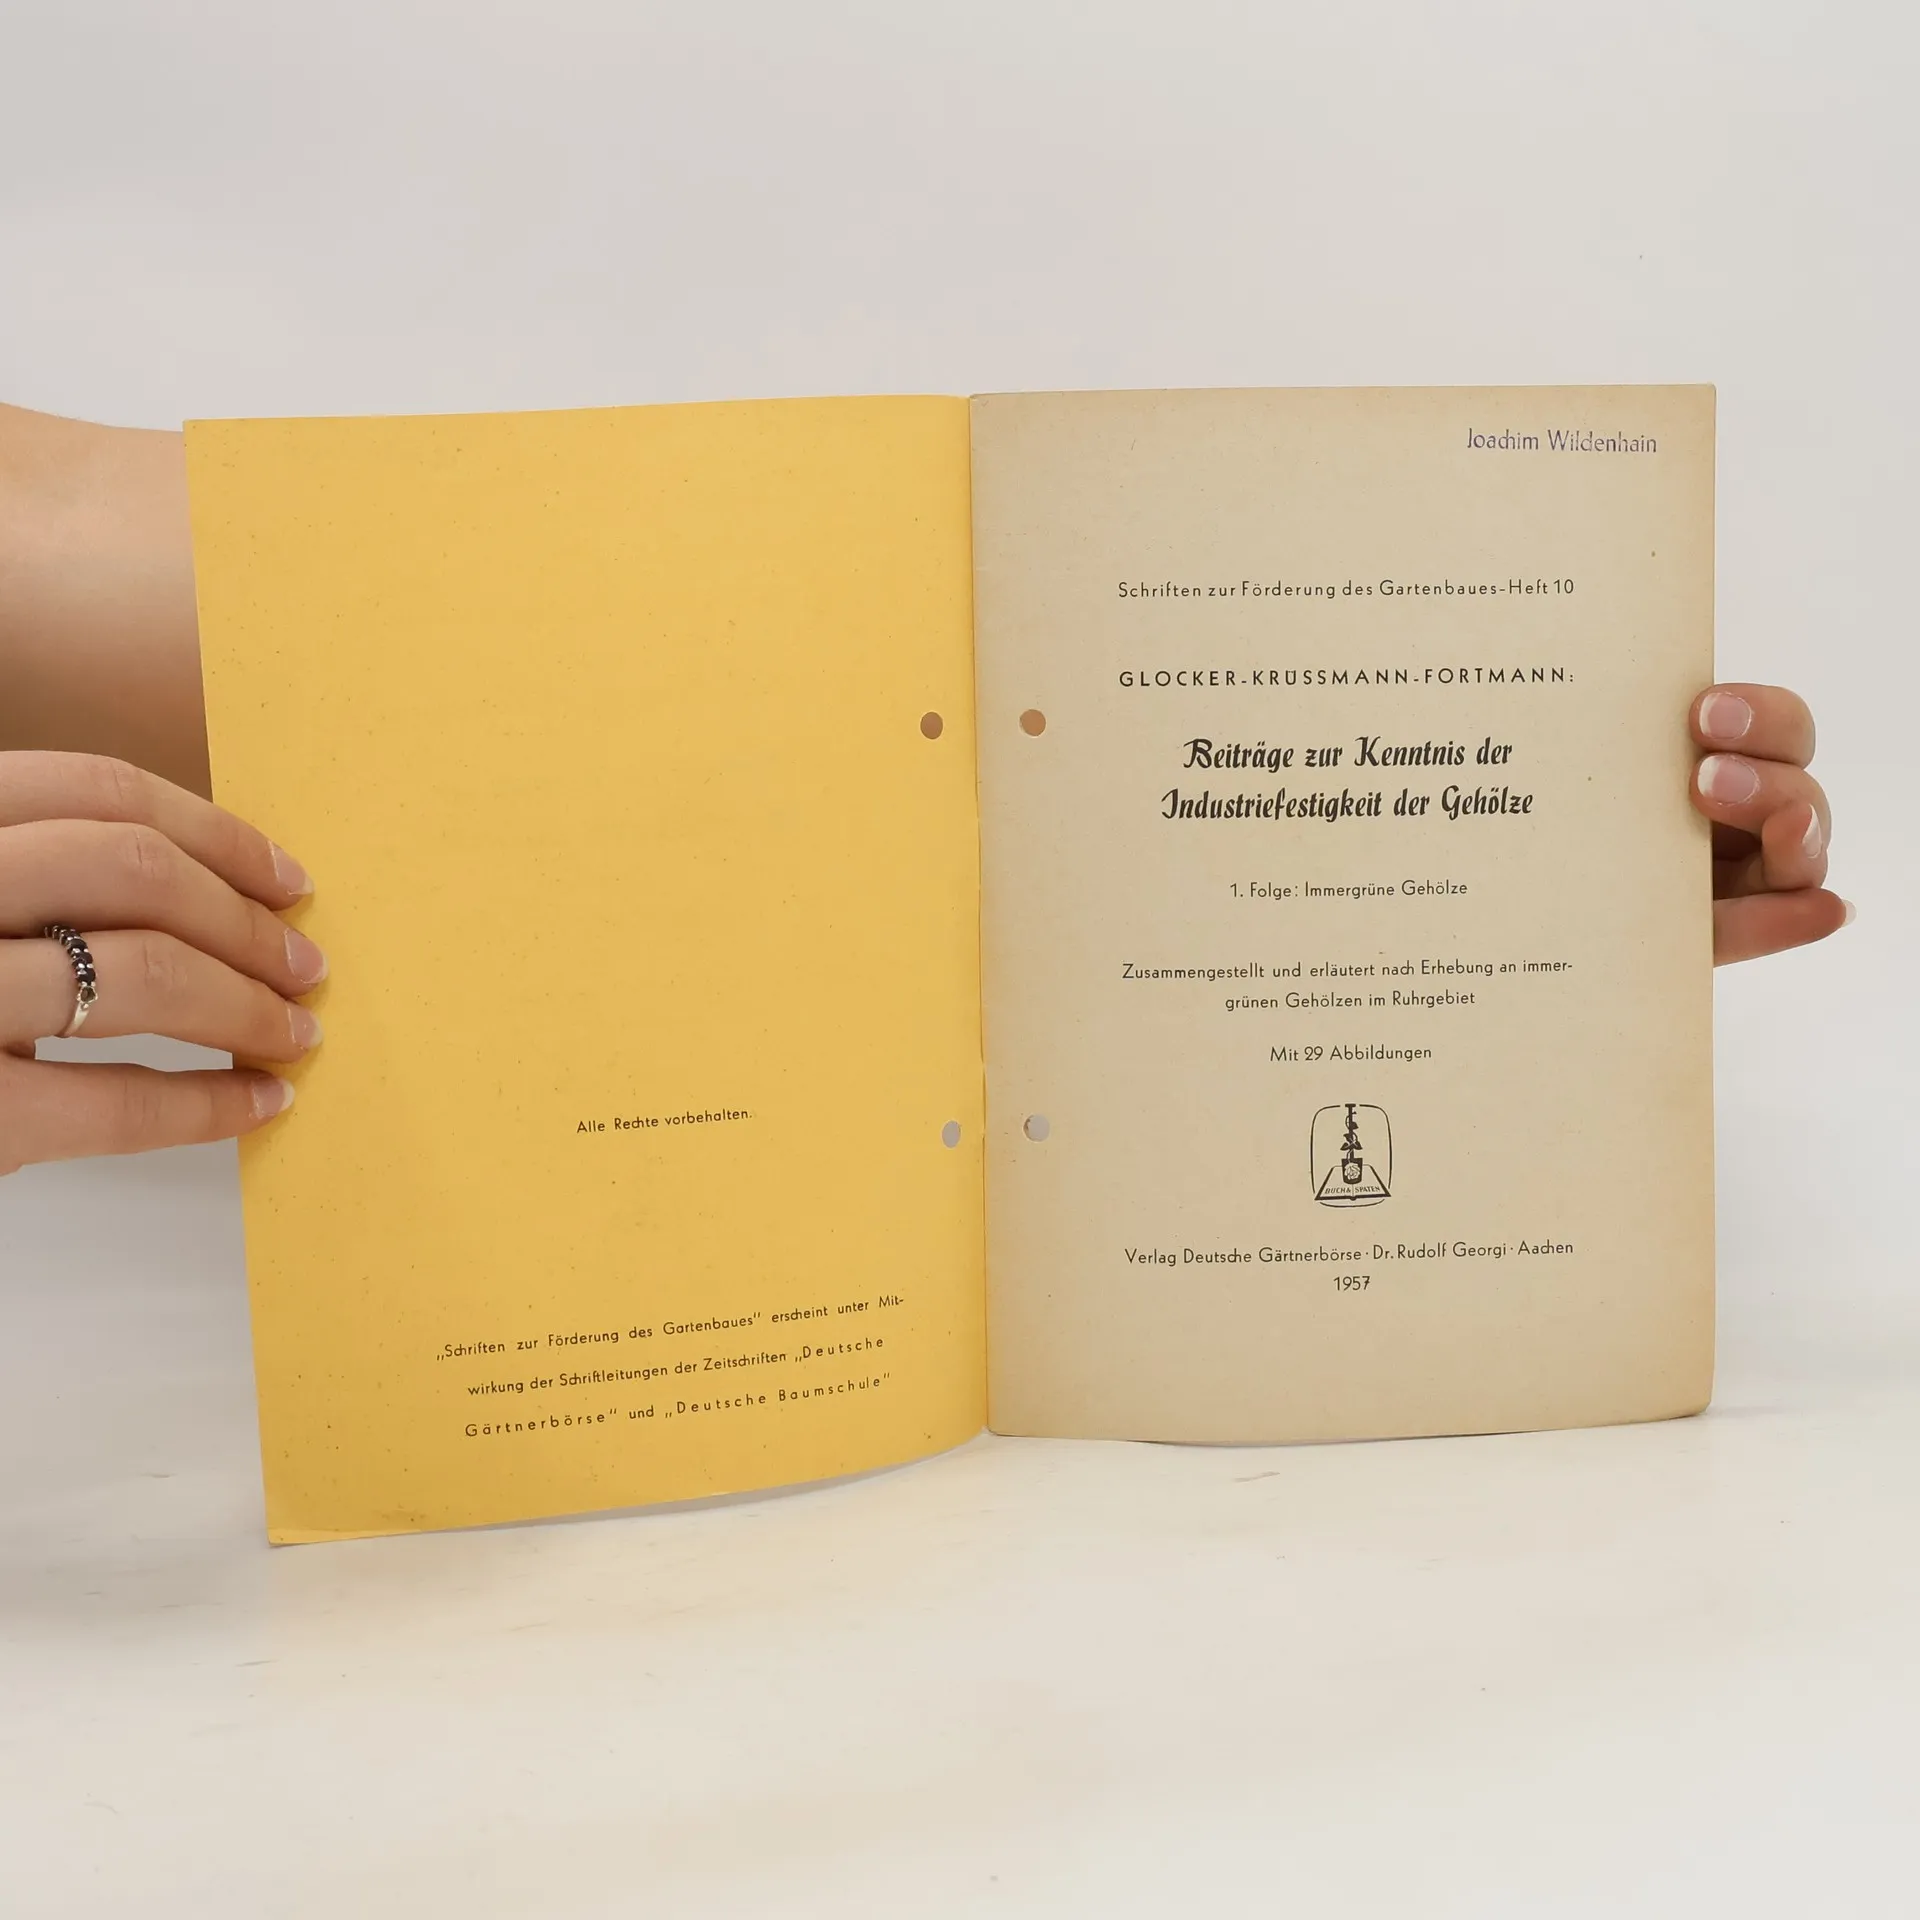 Alle Rechte vorbehalten.
„Schriften zur Förderung des Gartenbaues" erscheint unter Mit-
wirkung der Schriftleitungen der Zeitschriften „Deutsche
Gärtnerbörse" und „Deutsche Baumschule"
Joachim Wildenhain
Schriften zur Förderung des Gartenbaues-Heft 10
GLOCKER-KRÜSSMANN-FORTMANN:
Beiträge zur Kenntnis der
Industriefestigkeit der Gehölze
1. Folge: Immergrüne Gehölze
Zusammengestellt und erläutert nach Erhebung an immer-
grünen Gehölzen im Ruhrgebiet
Mit 29 Abbildungen
BUCH & SPATEN
Verlag Deutsche Gärtnerbörse · Dr. Rudolf Georgi · Aachen
1957